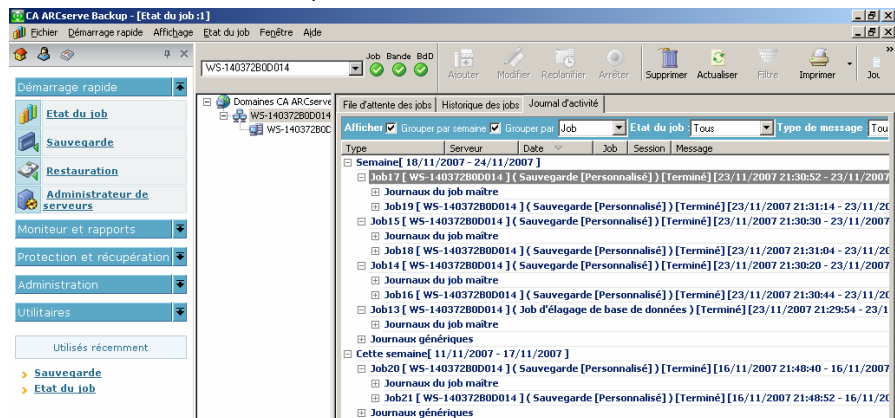 CA ARCserve Backup - [Etat du job :1]
Fichier Démarrage rapide Affichage Etat du job Fenêtre Aide
WS-140372B0D014
Job Bande BdD
Ajouter Modifier Replanifier Arrêter Supprimer Actualiser Filtre Imprimer
Démarrage rapide
Etat du job
Sauvegarde
Restauration
Administrateur de serveurs
Moniteur et rapports
Protection et récupération
Administration
Utilitaires
Utilisés récemment
Sauvegarde
Etat du job
Domaines CA ARCserve
WS-140372B0D014
WS-140372B0D
File d'attente des jobs Historique des jobs Journal d'activité
Afficher Grouper par semaine Grouper par Job Etat du job : Tous Type de message Tou
Type Serveur Date Job Session Message
Semaine[ 18/11/2007 - 24/11/2007 ]
Job17 [ WS-140372B0D014 ] ( Sauvegarde [Personnalisé] ) [Terminé] [23/11/2007 21:30:52 - 23/11/2007
Journaux du job maître
Job19 [ WS-140372B0D014 ] ( Sauvegarde [Personnalisé] ) [Terminé] [23/11/2007 21:31:14 - 23/11/20
Job15 [ WS-140372B0D014 ] ( Sauvegarde [Personnalisé] ) [Terminé] [23/11/2007 21:30:30 - 23/11/2007
Journaux du job maître
Job18 [ WS-140372B0D014 ] ( Sauvegarde [Personnalisé] ) [Terminé] [23/11/2007 21:31:04 - 23/11/20
Job14 [ WS-140372B0D014 ] ( Sauvegarde [Personnalisé] ) [Terminé] [23/11/2007 21:30:20 - 23/11/2007
Journaux du job maître
Job16 [ WS-140372B0D014 ] ( Sauvegarde [Personnalisé] ) [Terminé] [23/11/2007 21:30:44 - 23/11/20
Job13 [ WS-140372B0D014 ] ( Job d'élagage de base de données ) [Terminé] [23/11/2007 21:29:54 - 23/1
Journaux du job maître
Journaux génériques
Cette semaine[ 11/11/2007 - 17/11/2007 ]
Job20 [ WS-140372B0D014 ] ( Sauvegarde [Personnalisé] ) [Terminé] [16/11/2007 21:48:40 - 16/11/2007
Journaux du job maître
Job21 [ WS-140372B0D014 ] ( Sauvegarde [Personnalisé] ) [Terminé] [16/11/2007 21:48:52 - 16/11/20
Journaux génériques